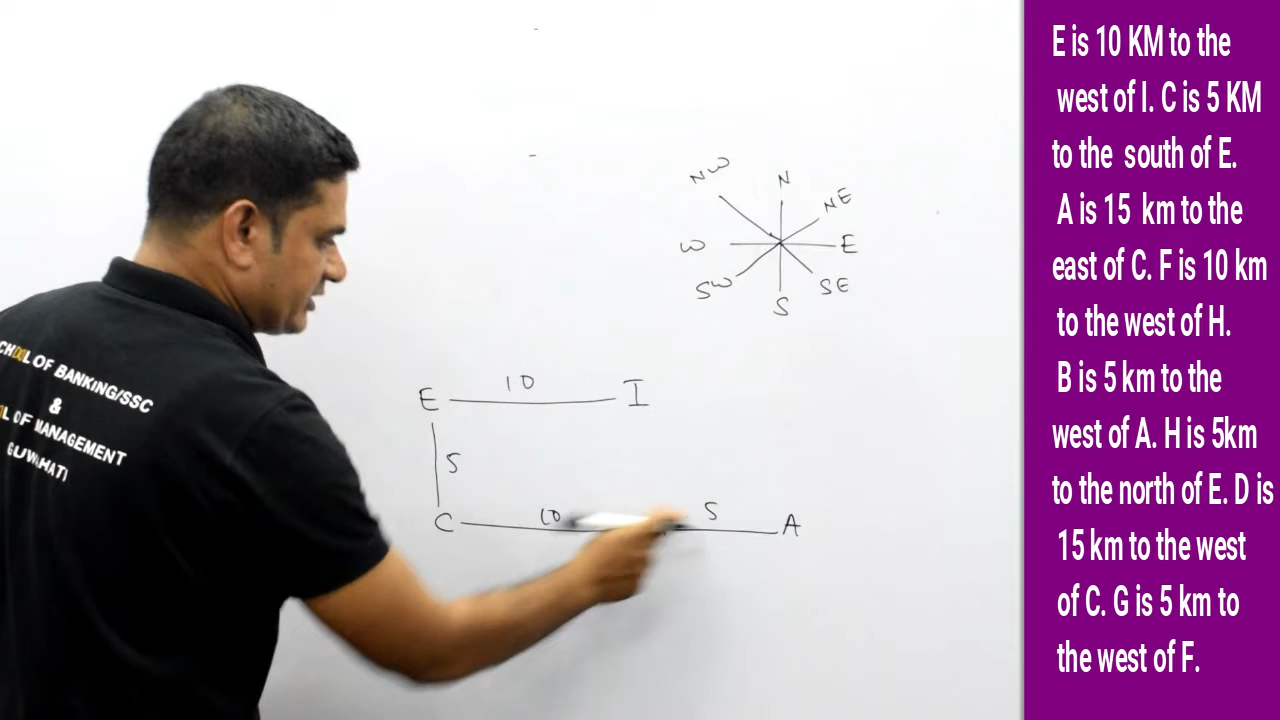 CHOOL OF BANKING/SSC
&
OL OF MANAGEMENT
GUWAHATI
NW
N
NE
W
E
SW
S
SE
E 10 I
5
C 10 5 A
E is 10 KM to the
west of I. C is 5 KM
to the south of E.
A is 15 km to the
east of C. F is 10 km
to the west of H.
B is 5 km to the
west of A. H is 5km
to the north of E. D is
15 km to the west
of C. G is 5 km to
the west of F.